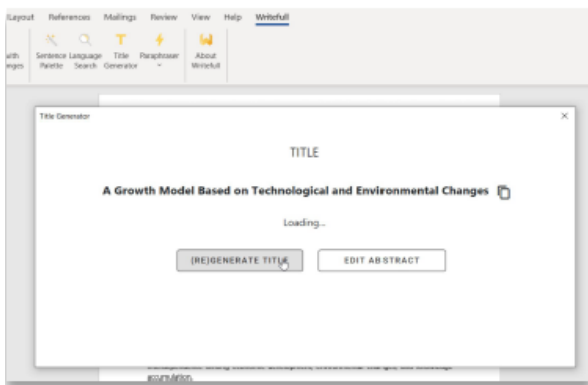 Layout References Mailings Review View Help Writefull
with Sentence Language Title Paraphraser About
Palette Search Generator Writefull
Title Generator
TITLE
A Growth Model Based on Technological and Environmental Changes
Loading...
(RE)GENERATE TITLE EDIT ABSTRACT
accumulation.